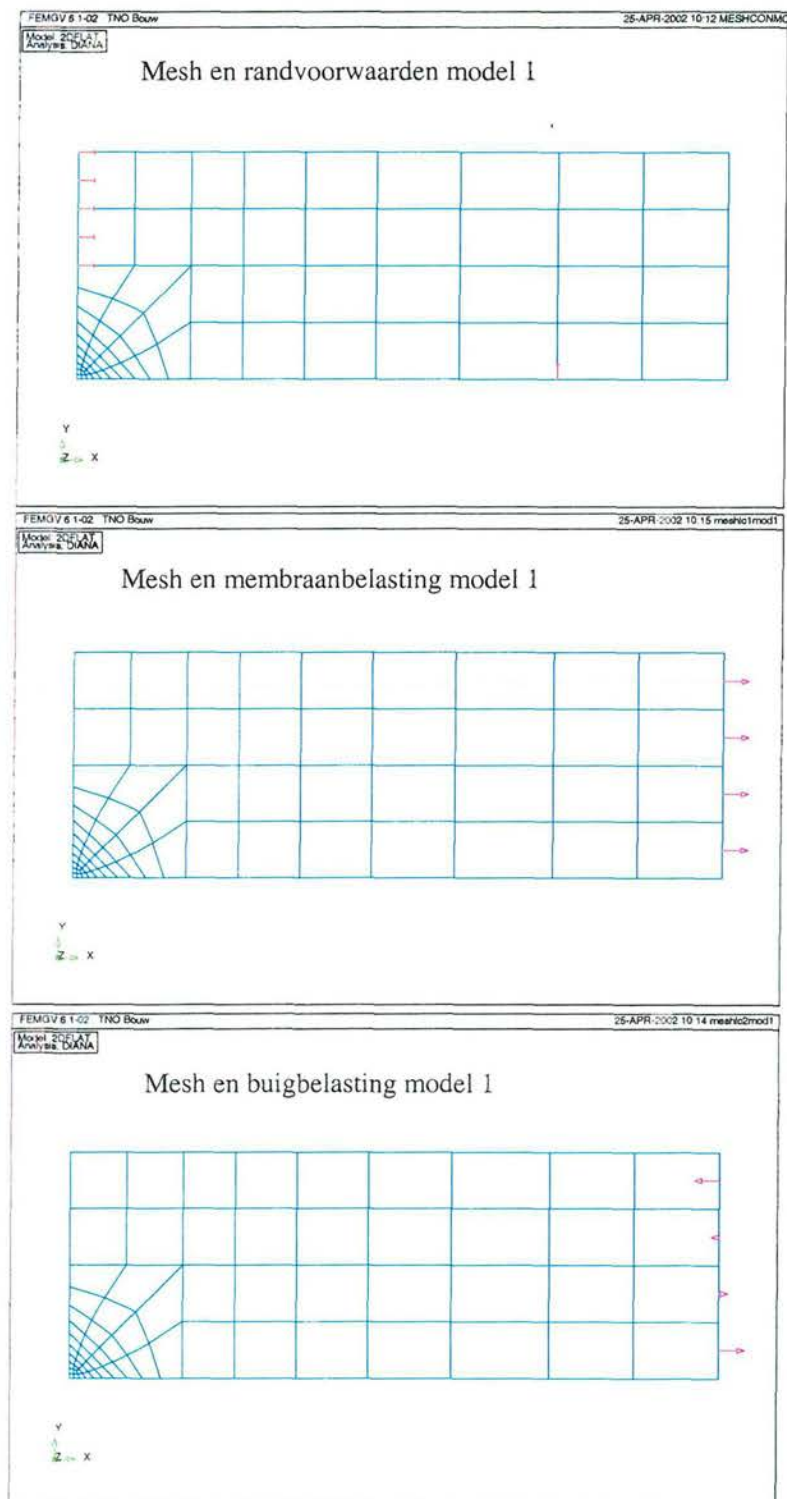 FEMGV 6.1-02 TNO Bouw 25-APR-2002 10:12 MESHCONMO
Model: 2DFLAT
Analysis: DIANA
Mesh en randvoorwaarden model 1
Y
Z X
FEMGV 6.1-02 TNO Bouw 25-APR-2002 10:15 meshlc1mod1
Model: 2DFLAT
Analysis: DIANA
Mesh en membraanbelasting model 1
Y
Z X
FEMGV 6.1-02 TNO Bouw 25-APR-2002 10:14 meshlc2mod1
Model: 2DFLAT
Analysis: DIANA
Mesh en buigbelasting model 1
Y
Z X